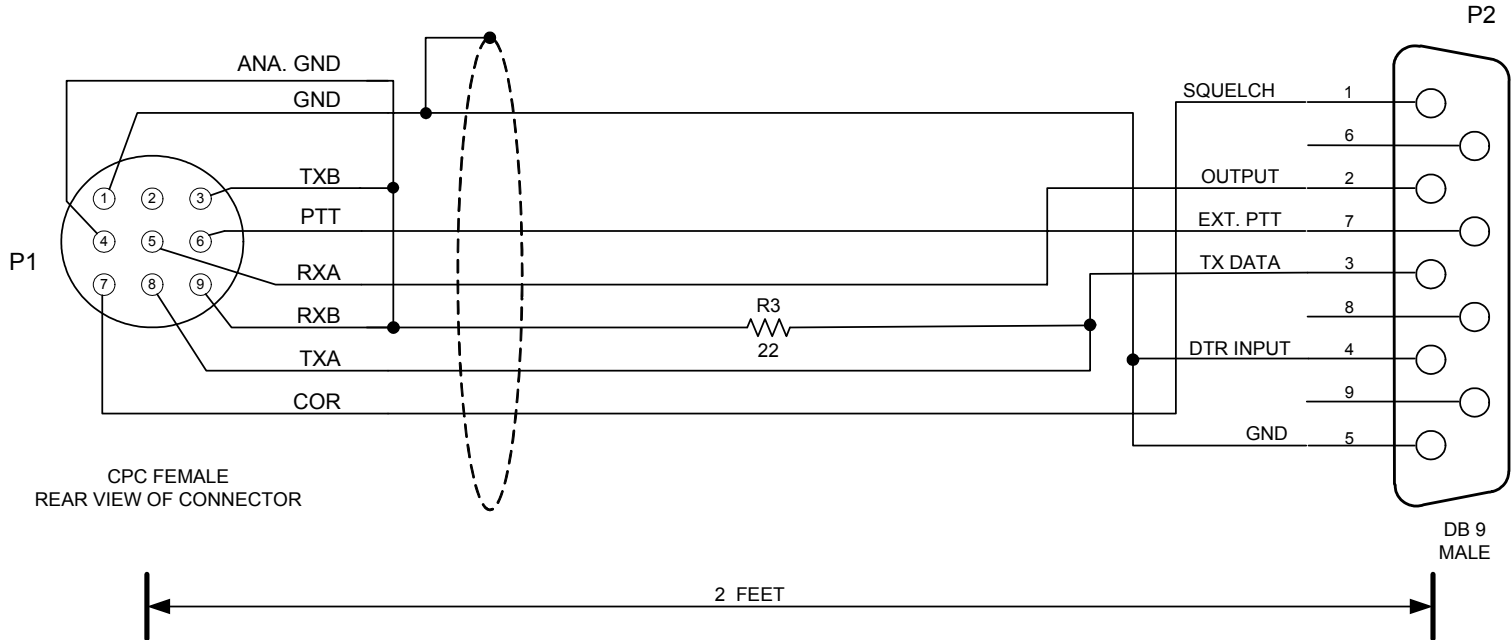 P2
ANA. GND
GND
SQUELCH 1
6
TXB
OUTPUT 2
1 2 3
PTT
EXT. PTT 7
4 5 6
P1
RXA
TX DATA 3
7 8 9
R3
RXB
22
8
TXA
DTR INPUT 4
COR
9
GND 5
CPC FEMALE
REAR VIEW OF CONNECTOR
DB 9
MALE
2 FEET